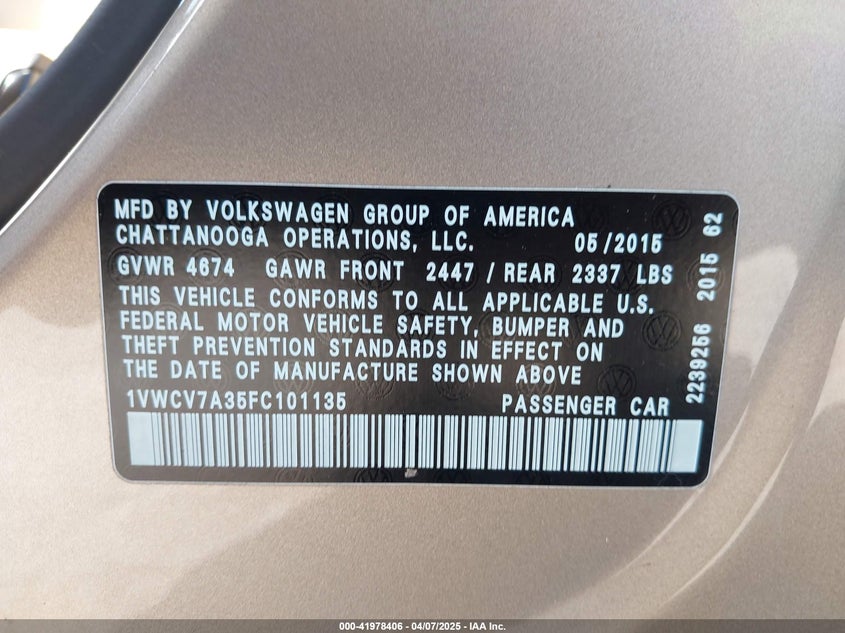 MFD BY VOLKSWAGEN GROUP OF AMERICA
CHATTANOOGA OPERATIONS, LLC. 05/2015
GVWR 4674 GAWR FRONT 2447 / REAR 2337 LBS
THIS VEHICLE CONFORMS TO ALL APPLICABLE U.S.
FEDERAL MOTOR VEHICLE SAFETY, BUMPER AND
THEFT PREVENTION STANDARDS IN EFFECT ON
THE DATE OF MANUFACTURE SHOWN ABOVE
1VWCV7A35FC101135 PASSENGER CAR
2239256 2015 62
000-41978406 - 04/07/2025 - IAA Inc.